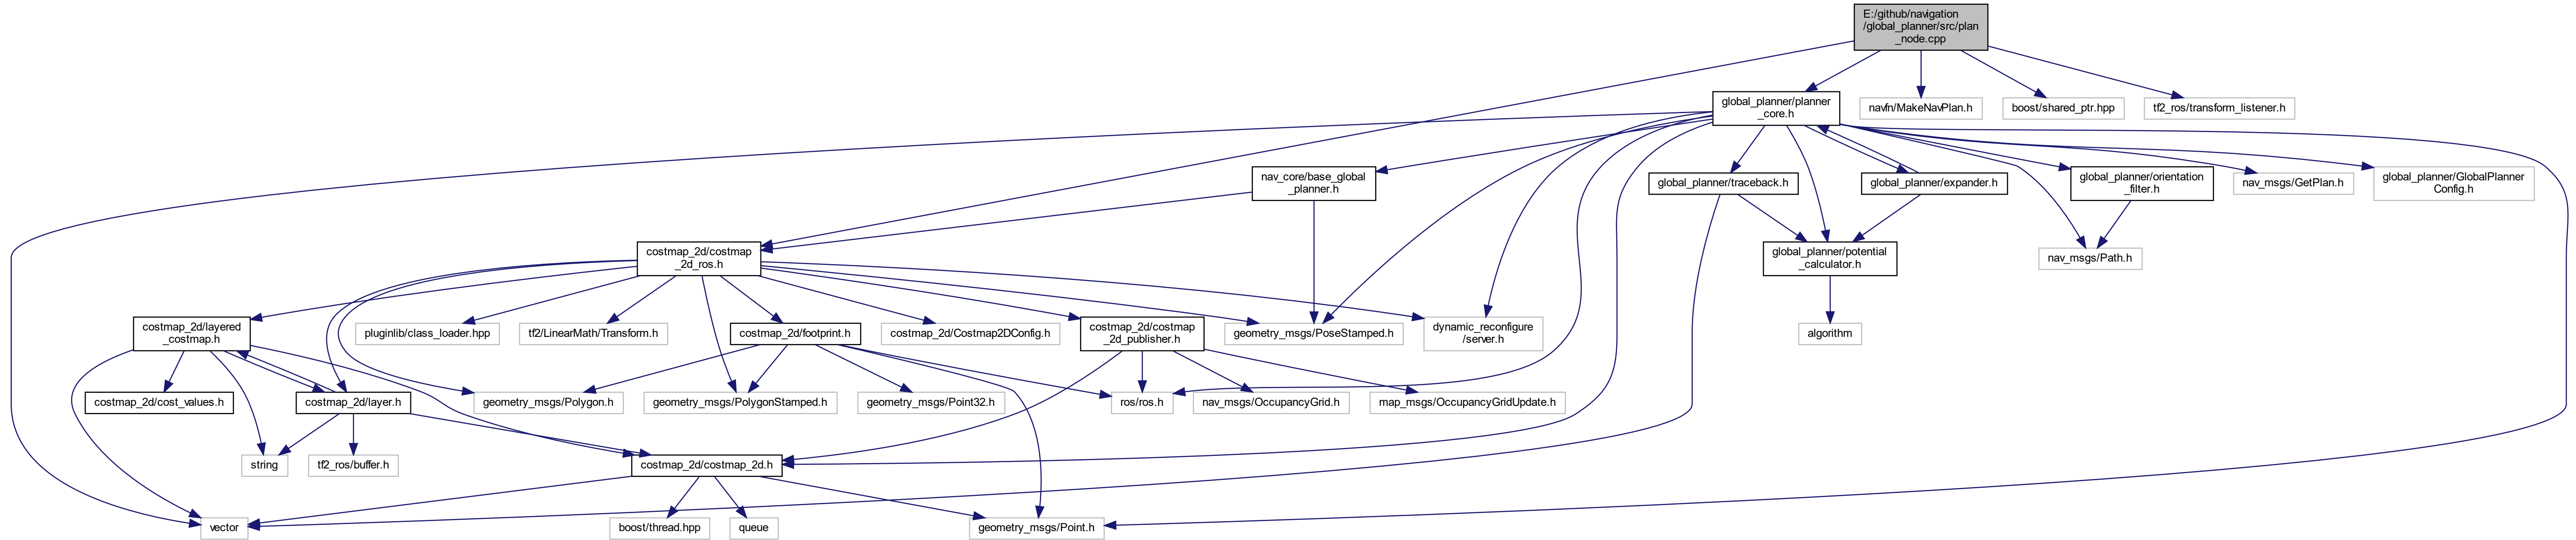 E:/github/navigation
/global_planner/src/plan
_node.cpp
global_planner/planner
_core.h
navfn/MakeNavPlan.h
boost/shared_ptr.hpp
tf2_ros/transform_listener.h
nav_core/base_global
_planner.h
global_planner/traceback.h
global_planner/expander.h
global_planner/orientation
_filter.h
nav_msgs/GetPlan.h
global_planner/GlobalPlanner
Config.h
costmap_2d/costmap
_2d_ros.h
global_planner/potential
_calculator.h
nav_msgs/Path.h
costmap_2d/layered
_costmap.h
pluginlib/class_loader.hpp
tf2/LinearMath/Transform.h
costmap_2d/footprint.h
costmap_2d/Costmap2DConfig.h
costmap_2d/costmap
_2d_publisher.h
geometry_msgs/PoseStamped.h
dynamic_reconfigure
/server.h
algorithm
costmap_2d/cost_values.h
costmap_2d/layer.h
geometry_msgs/Polygon.h
geometry_msgs/PolygonStamped.h
geometry_msgs/Point32.h
ros/ros.h
nav_msgs/OccupancyGrid.h
map_msgs/OccupancyGridUpdate.h
string
tf2_ros/buffer.h
costmap_2d/costmap_2d.h
vector
boost/thread.hpp
queue
geometry_msgs/Point.h